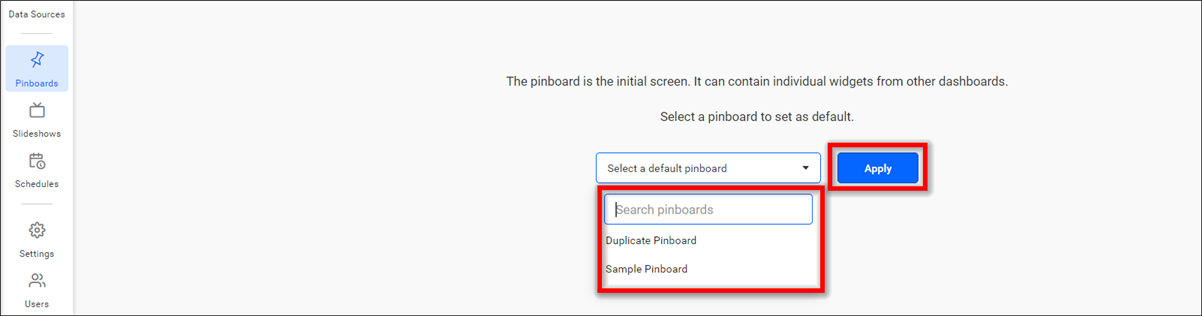 Data Sources
Pinboards
Slideshows
Schedules
Settings
Users
The pinboard is the initial screen. It can contain individual widgets from other dashboards.
Select a pinboard to set as default.
Select a default pinboard
Apply
Search pinboards
Duplicate Pinboard
Sample Pinboard